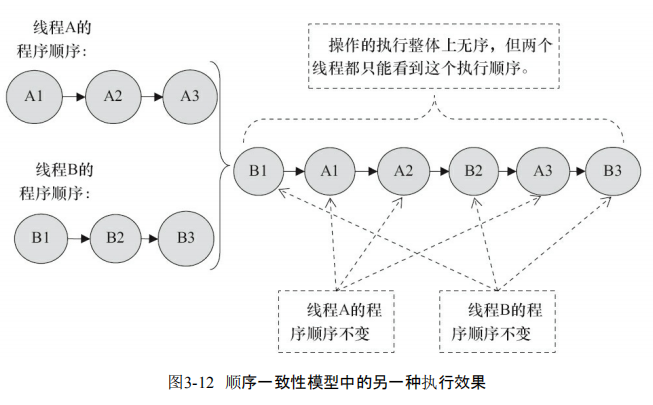 线程A的
程序顺序:
A1
A2
A3
线程B的
程序顺序:
B1
B2
B3
操作的执行整体上无序，但两个
线程都只能看到这个执行顺序。
B1
A1
A2
B2
A3
B3
线程A的程
序顺序不变
线程B的程
序顺序不变
图3-12 顺序一致性模型中的另一种执行效果